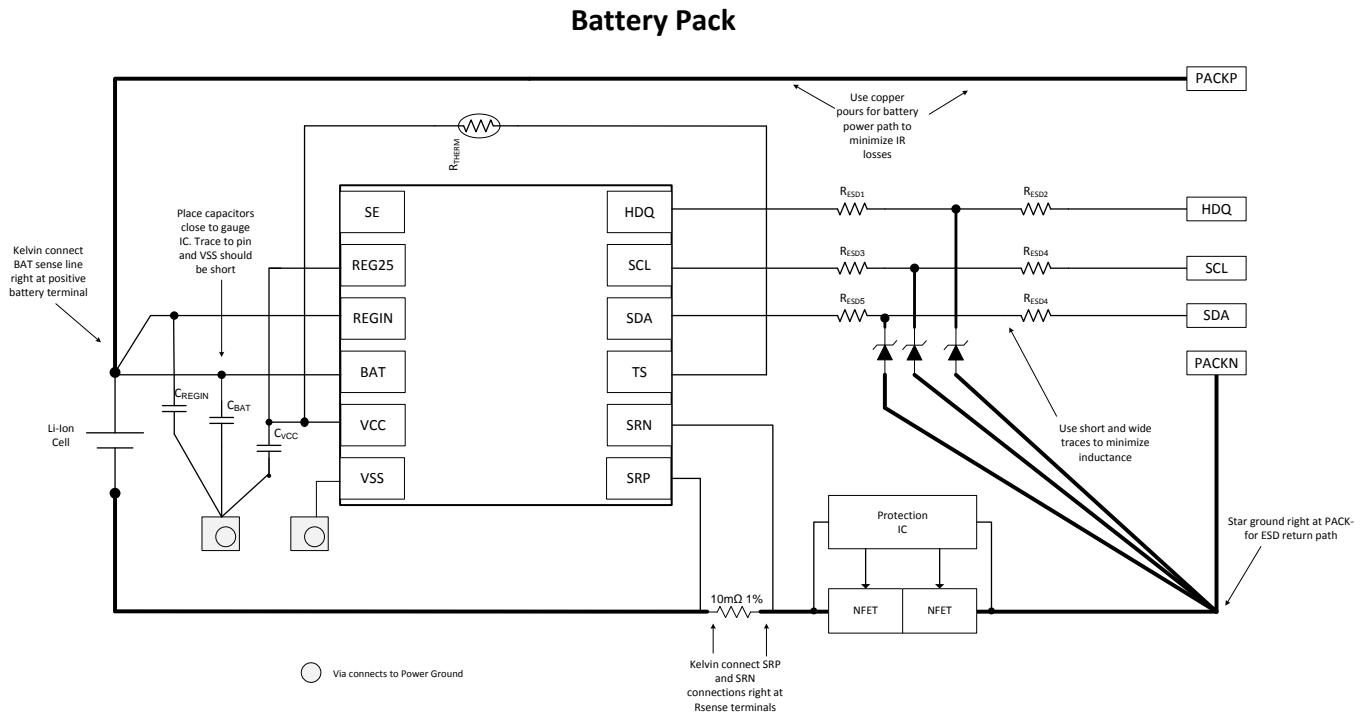 Battery Pack
PACKP
Use copper
pours for battery
power path to
minimize IR
losses
RTHERM
SE
HDQ
RESD1
RESD2
HDQ
Place capacitors
close to gauge
IC. Trace to pin
and VSS should
be short
Kelvin connect
BAT sense line
right at positive
battery terminal
REG25
SCL
RESD3
RESD4
SCL
REGIN
SDA
RESD5
RESD4
SDA
BAT
TS
PACKN
CREGIN
CBAT
CVCC
Li-Ion
Cell
VCC
SRN
Use short and wide
traces to minimize
inductance
VSS
SRP
Protection
IC
Star ground right at PACK-
for ESD return path
10mΩ 1%
NFET
NFET
Kelvin connect SRP
and SRN
connections right at
Rsense terminals
Via connects to Power Ground